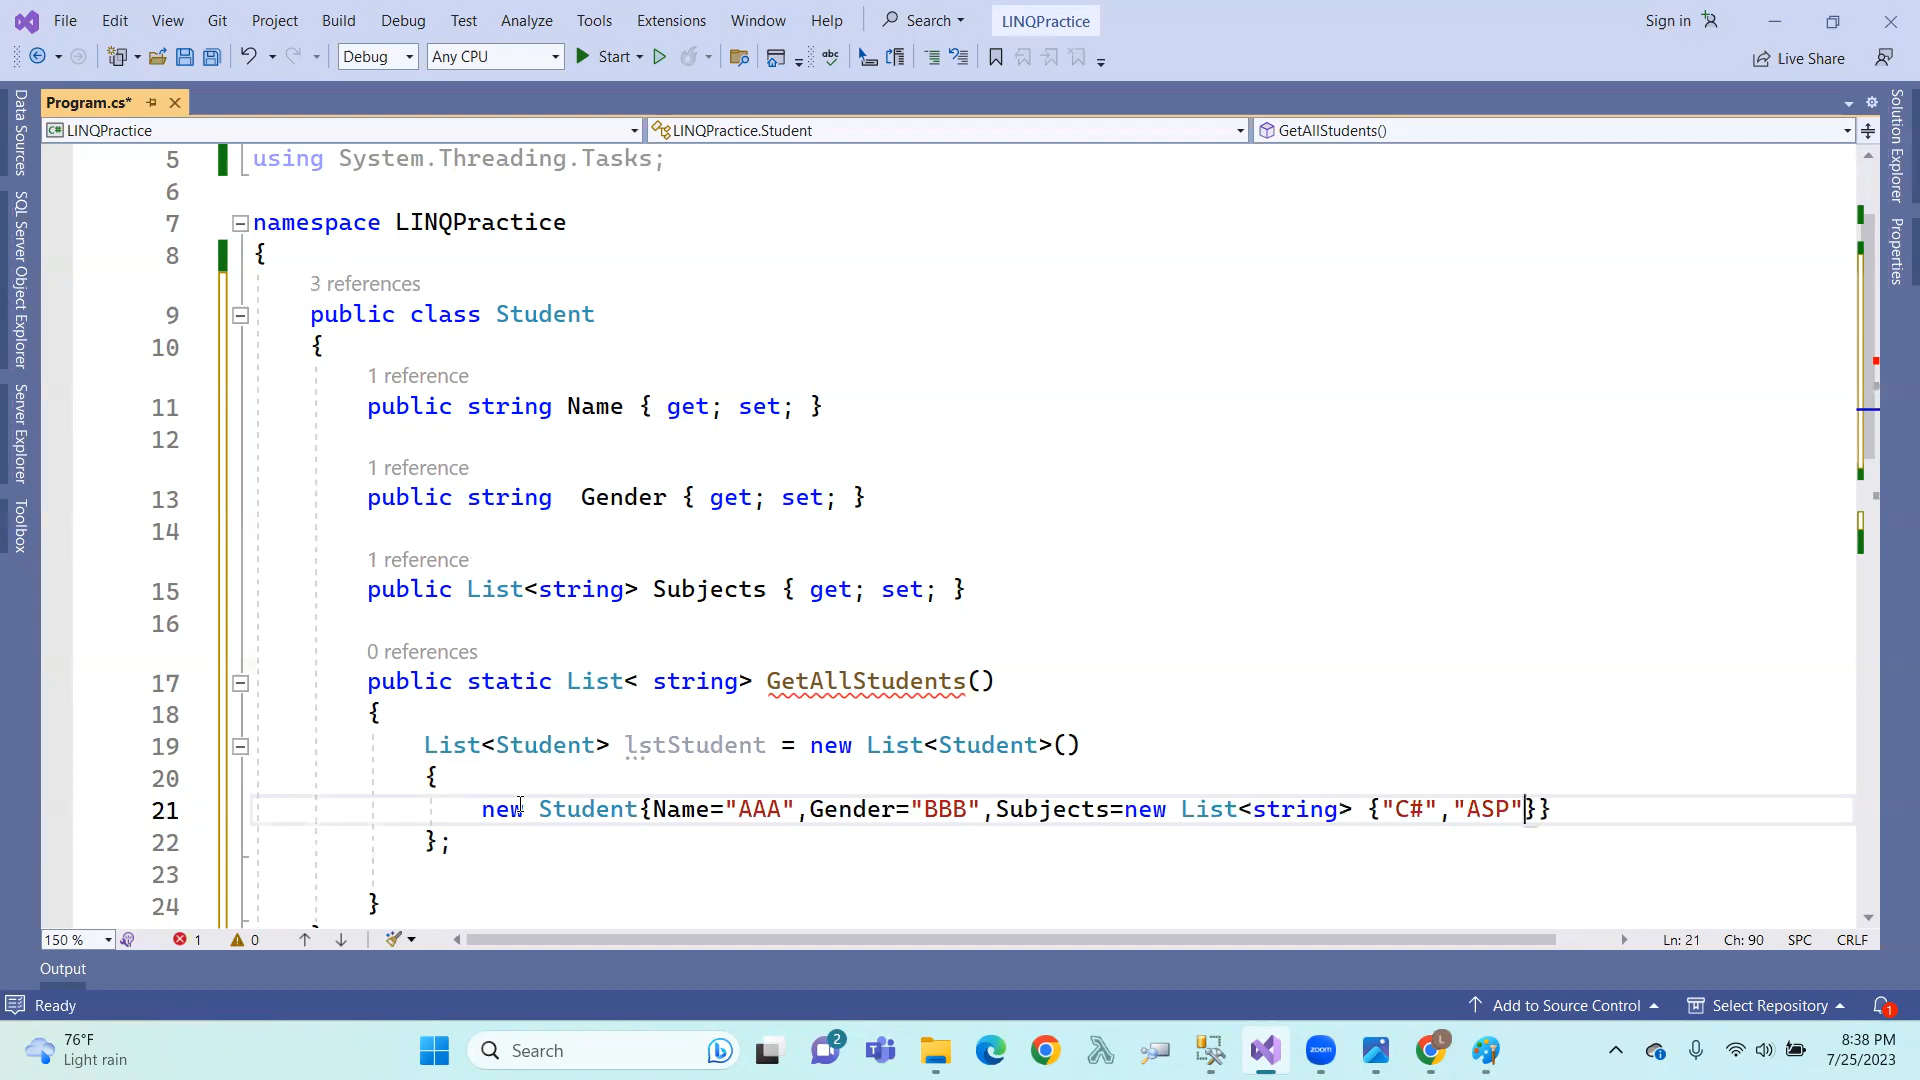 File Edit View Git Project Build Debug Test Analyze Tools Extensions Window Help Search LINQPractice Sign in
Debug Any CPU Start abc Live Share
Program.cs*
C# LINQPractice LINQPractice.Student GetAllStudents()
Data Sources
SQL Server Object Explorer
Server Explorer
Toolbox
Solution Explorer
Properties
5 using System.Threading.Tasks;
6
7 namespace LINQPractice
8 {
3 references
9 public class Student
10 {
1 reference
11 public string Name { get; set; }
12
1 reference
13 public string  Gender { get; set; }
14
1 reference
15 public List<string> Subjects { get; set; }
16
0 references
17 public static List< string> GetAllStudents()
18 {
19 List<Student> lstStudent = new List<Student>()
20 {
21 new Student{Name="AAA",Gender="BBB",Subjects=new List<string> {"C#","ASP"}}
22 };
23
24 }
150 % 1 0 Ln: 21 Ch: 90 SPC CRLF
Output
Ready Add to Source Control Select Repository 1
76°F
Light rain
Search
2
zoom
L
8:38 PM
7/25/2023